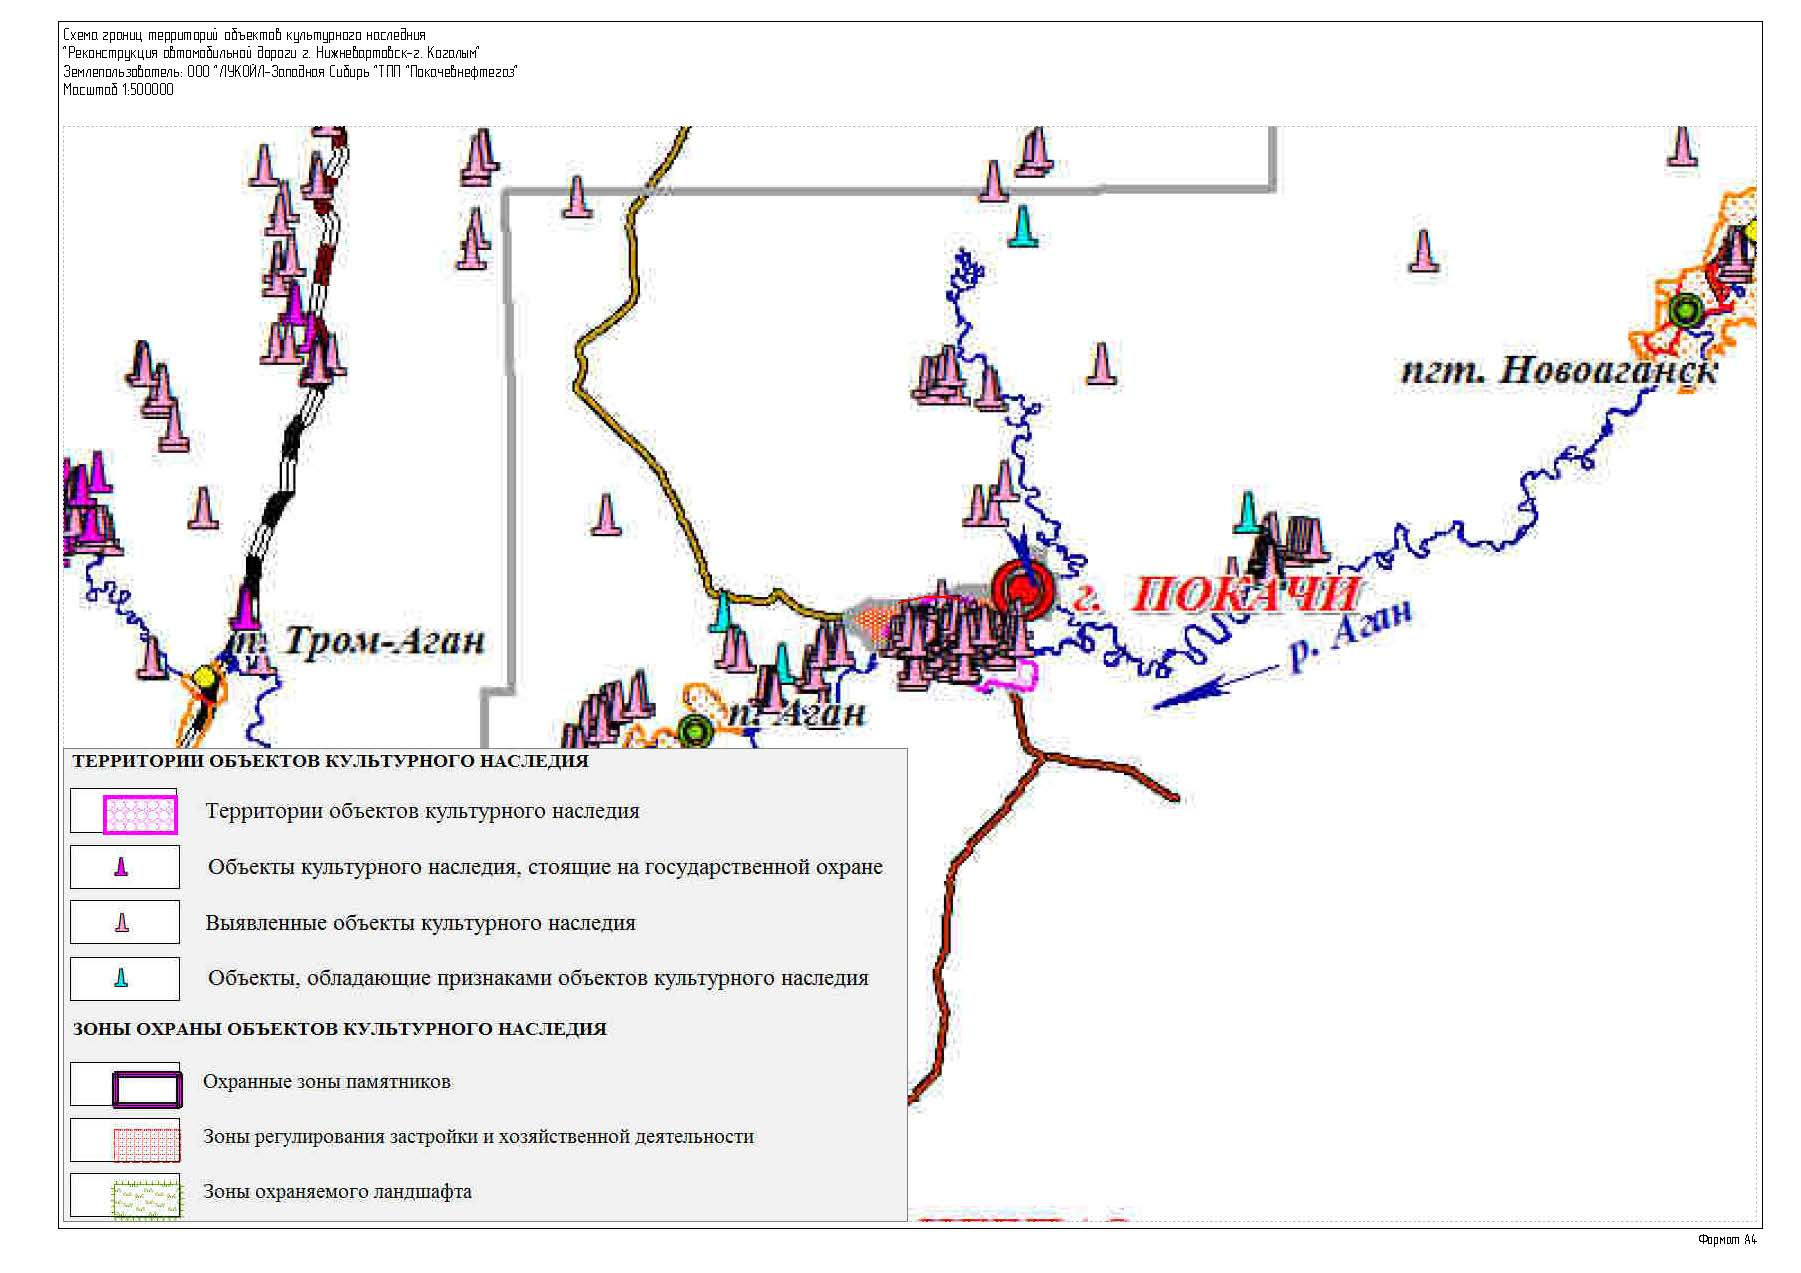 Схема границ территорий объектов культурного наследия
"Реконструкция автомобильной дороги г. Нижневартовск-г. Когалым"
Землепользователь: ООО "ЛУКОЙЛ-Западная Сибирь "ТПП "Покачевнефтегаз"
Масштаб 1:500000
пгт. Новоаганск
г. ПОКАЧИ
р. Аган
п. Тром-Аган
п. Аган
ТЕРРИТОРИИ ОБЪЕКТОВ КУЛЬТУРНОГО НАСЛЕДИЯ
Территории объектов культурного наследия
Объекты культурного наследия, стоящие на государственной охране
Выявленные объекты культурного наследия
Объекты, обладающие признаками объектов культурного наследия
ЗОНЫ ОХРАНЫ ОБЪЕКТОВ КУЛЬТУРНОГО НАСЛЕДИЯ
Охранные зоны памятников
Зоны регулирования застройки и хозяйственной деятельности
Зоны охраняемого ландшафта
Формат А4